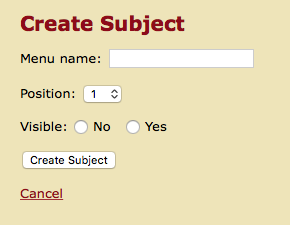 Create Subject
Menu name:
Position: 1
Visible: No Yes
Create Subject
Cancel